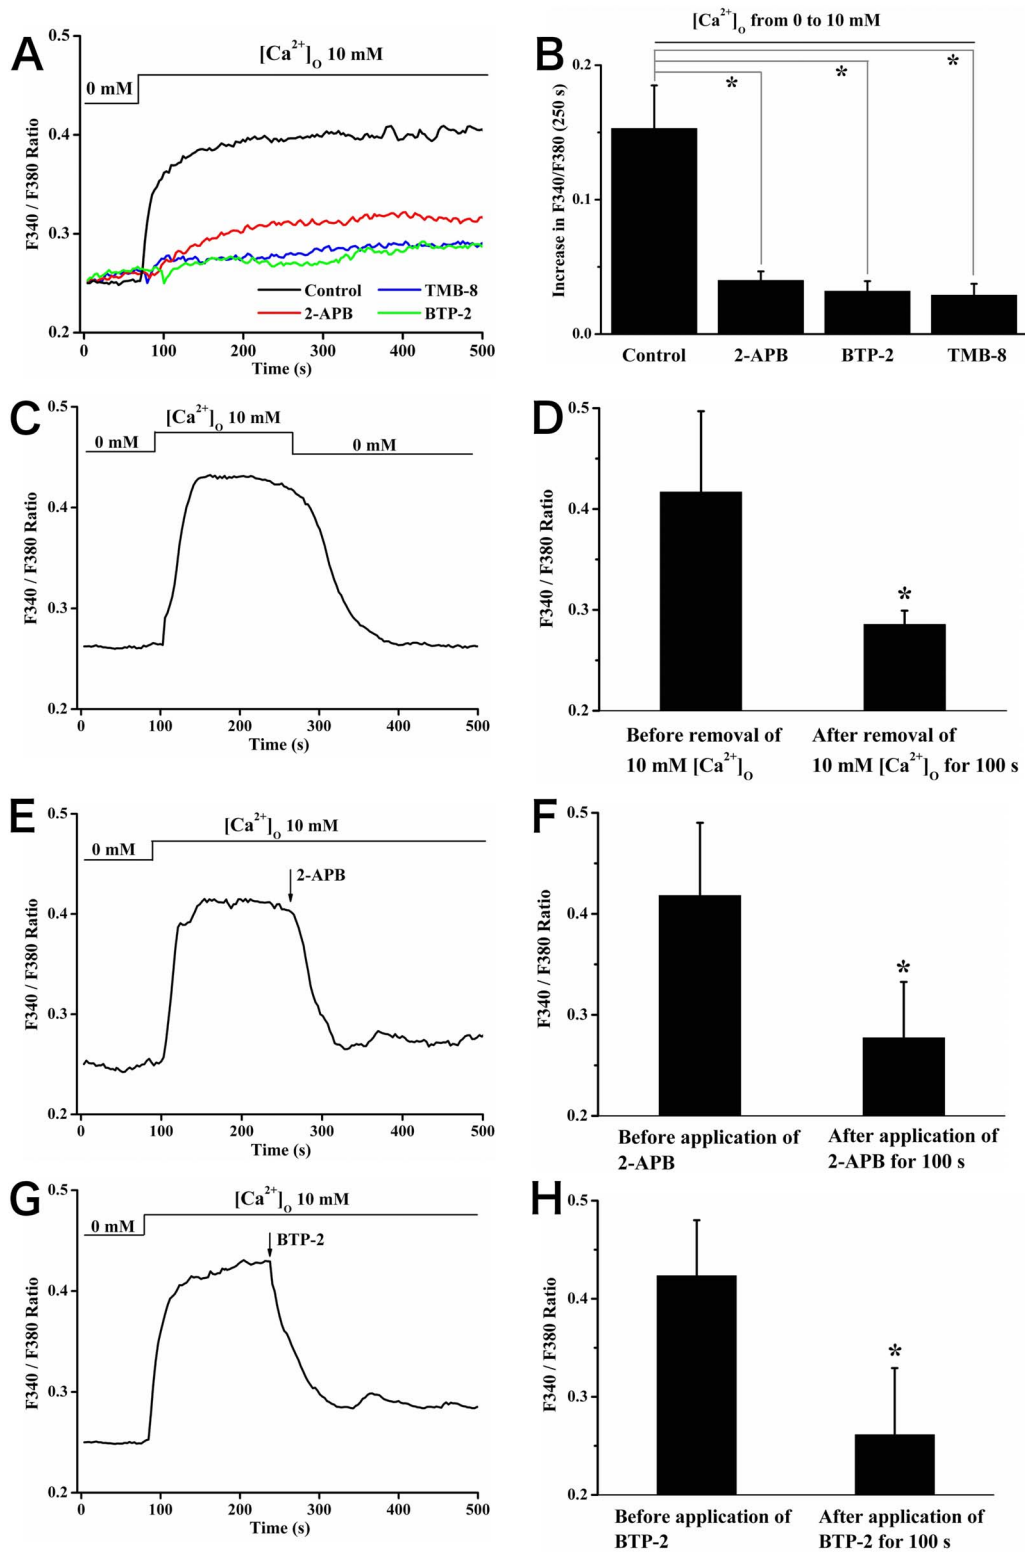 A
[Ca²⁺]O 10 mM
0 mM
0.5
0.4
0.3
0.2
F340 / F380 Ratio
Control
TMB-8
2-APB
BTP-2
0 100 200 300 400 500
Time (s)
B
[Ca²⁺]O from 0 to 10 mM
* * *
0.2
0.1
0.0
Increase in F340/F380 (250 s)
Control 2-APB BTP-2 TMB-8
C
[Ca²⁺]O 10 mM
0 mM
0 mM
0.5
0.4
0.3
0.2
F340 / F380 Ratio
0 100 200 300 400 500
Time (s)
D
0.5
0.4
0.3
0.2
F340 / F380 Ratio
*
Before removal of
10 mM [Ca²⁺]O
After removal of
10 mM [Ca²⁺]O for 100 s
E
[Ca²⁺]O 10 mM
0 mM
2-APB
0.5
0.4
0.3
0.2
F340 / F380 Ratio
0 100 200 300 400 500
Time (s)
F
0.5
0.4
0.3
0.2
F340 / F380 Ratio
*
Before application of
2-APB
After application of
2-APB for 100 s
G
[Ca²⁺]O 10 mM
0 mM
BTP-2
0.5
0.4
0.3
0.2
F340 / F380 Ratio
0 100 200 300 400 500
Time (s)
H
0.5
0.4
0.3
0.2
F340 / F380 Ratio
*
Before application of
BTP-2
After application of
BTP-2 for 100 s